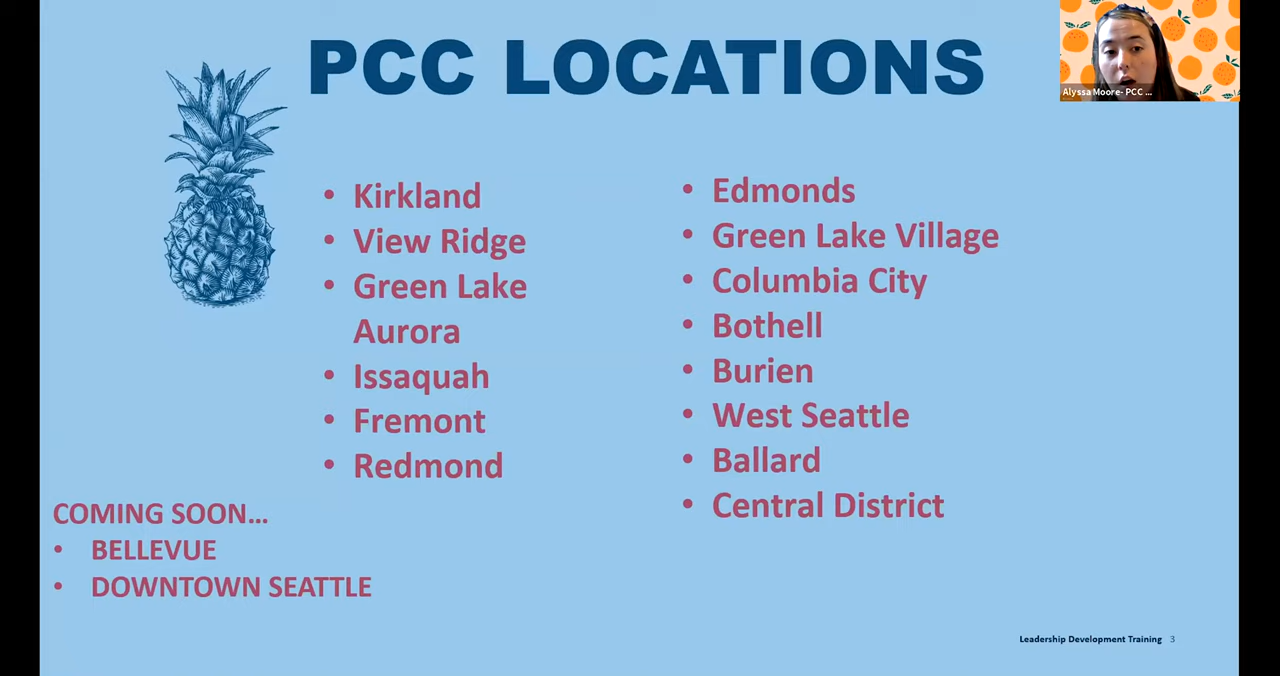 PCC LOCATIONS
Alyssa Moore- PCC ...
• Kirkland
• View Ridge
• Green Lake
Aurora
• Issaquah
• Fremont
• Redmond
• Edmonds
• Green Lake Village
• Columbia City
• Bothell
• Burien
• West Seattle
• Ballard
• Central District
COMING SOON...
• BELLEVUE
• DOWNTOWN SEATTLE
Leadership Development Training 3